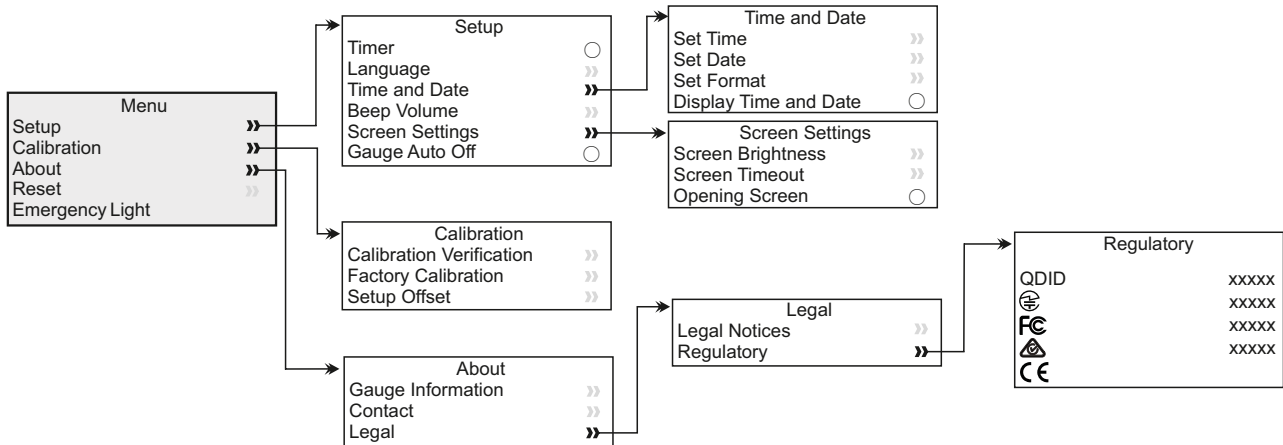 Menu
Setup
Calibration
About
Reset
Emergency Light
Setup
Timer
Language
Time and Date
Beep Volume
Screen Settings
Gauge Auto Off
Time and Date
Set Time
Set Date
Set Format
Display Time and Date
Screen Settings
Screen Brightness
Screen Timeout
Opening Screen
Calibration
Calibration Verification
Factory Calibration
Setup Offset
About
Gauge Information
Contact
Legal
Legal
Legal Notices
Regulatory
Regulatory
QDID xxxxx
xxxxx
FC xxxxx
xxxxx
CE